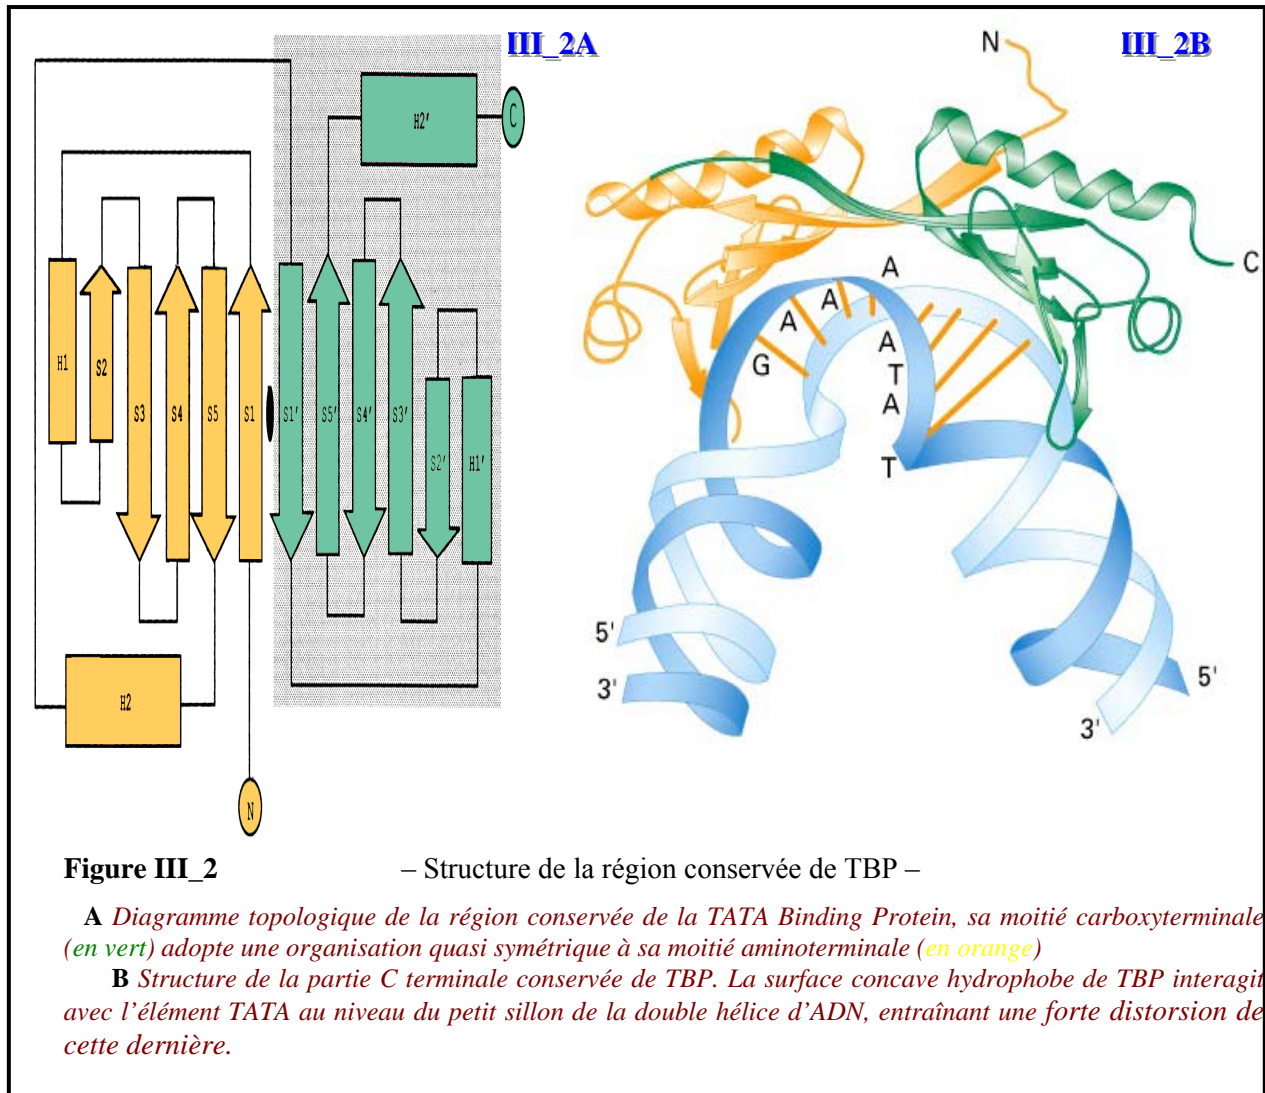 III_2A
III_2B
N
H2'
C
C
H1
S2
S3
S4
S5
S1
S1'
S5'
S4'
S3'
S2'
H1'
A
A
A
G
A
T
A
T
H2
N
5'
3'
5'
3'
Figure III_2 – Structure de la région conservée de TBP –
A Diagramme topologique de la région conservée de la TATA Binding Protein, sa moitié carboxyterminale
(en vert) adopte une organisation quasi symétrique à sa moitié aminoterminale (en orange)
B Structure de la partie C terminale conservée de TBP. La surface concave hydrophobe de TBP interagit
avec l’élément TATA au niveau du petit sillon de la double hélice d’ADN, entraînant une forte distorsion de
cette dernière.